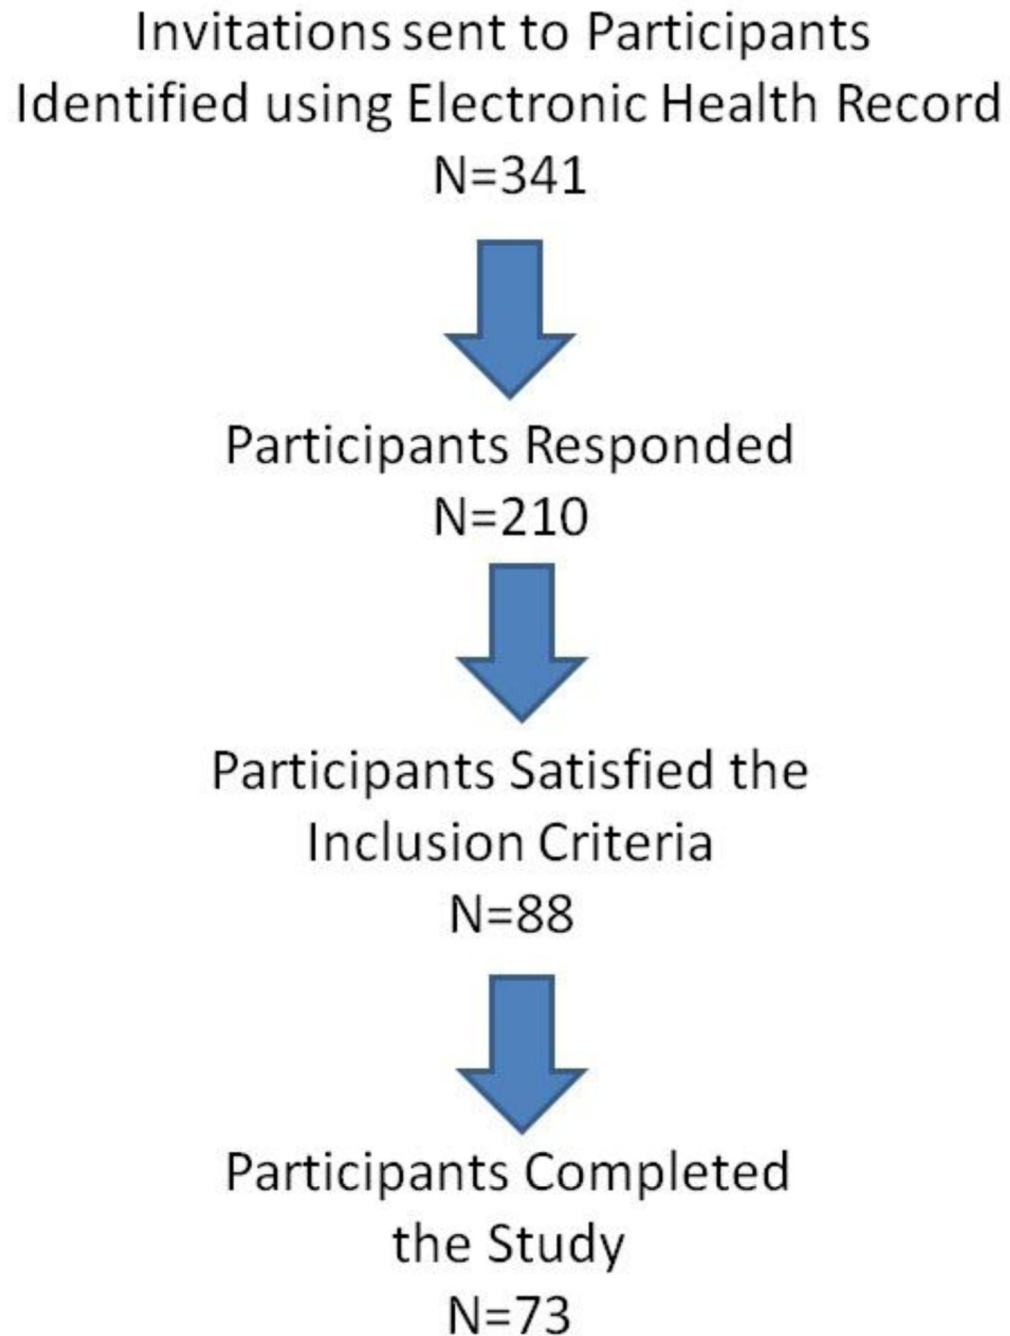 Invitations sent to Participants
Identified using Electronic Health Record
N=341
Participants Responded
N=210
Participants Satisfied the
Inclusion Criteria
N=88
Participants Completed
the Study
N=73